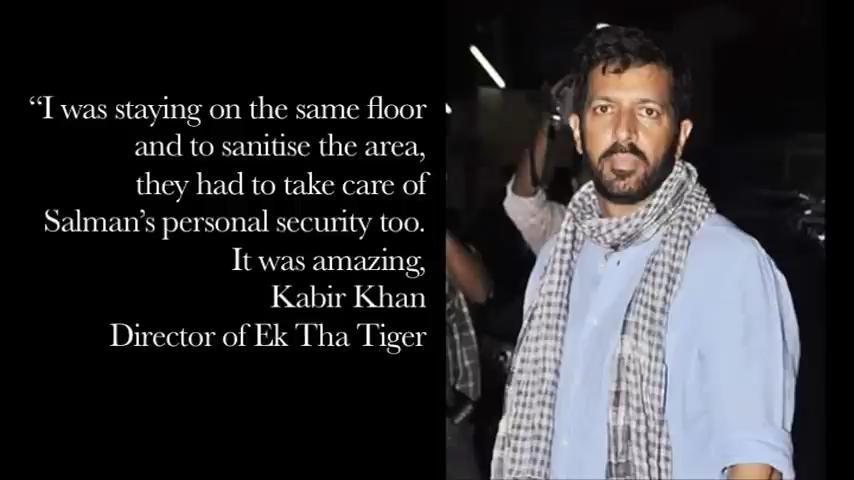 “I was staying on the same floor
and to sanitise the area,
they had to take care of
Salman’s personal security too.
It was amazing,
Kabir Khan
Director of Ek Tha Tiger